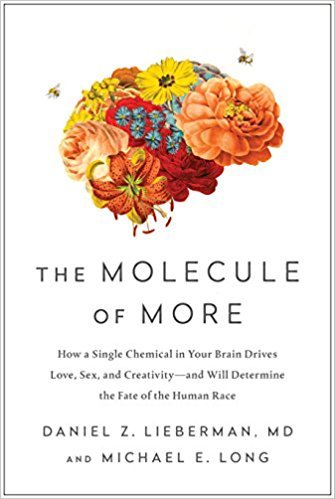 THE MOLECULE
OF MORE
How a Single Chemical in Your Brain Drives
Love, Sex, and Creativity—and Will Determine
the Fate of the Human Race
DANIEL Z. LIEBERMAN, MD
AND MICHAEL E. LONG